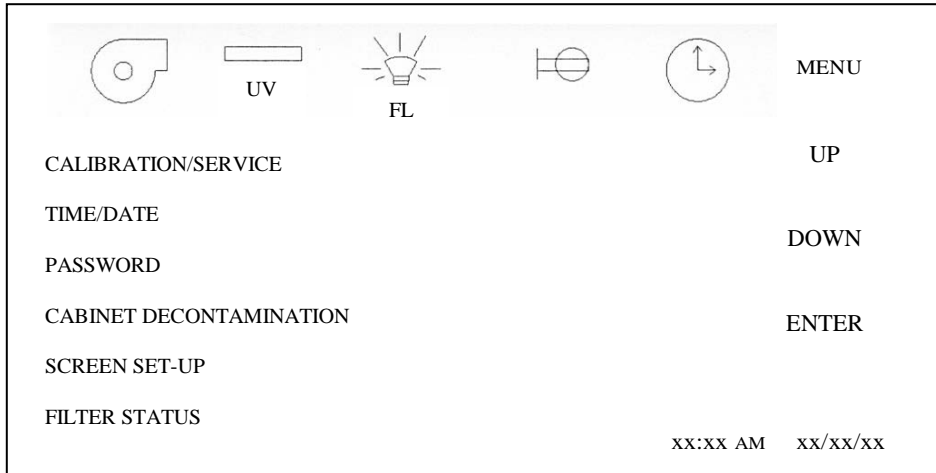 UV
FL
MENU
CALIBRATION/SERVICE
UP
TIME/DATE
DOWN
PASSWORD
CABINET DECONTAMINATION
ENTER
SCREEN SET-UP
FILTER STATUS
xx:xx AM xx/xx/xx